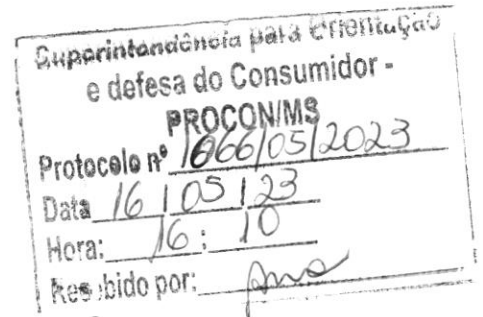 Superintendência para Orientação
e defesa do Consumidor -
PROCON/MS
Protocolo nº 1066/05/2023
Data 16 / 05 / 23
Hora: 16 : 10
Recebido por: